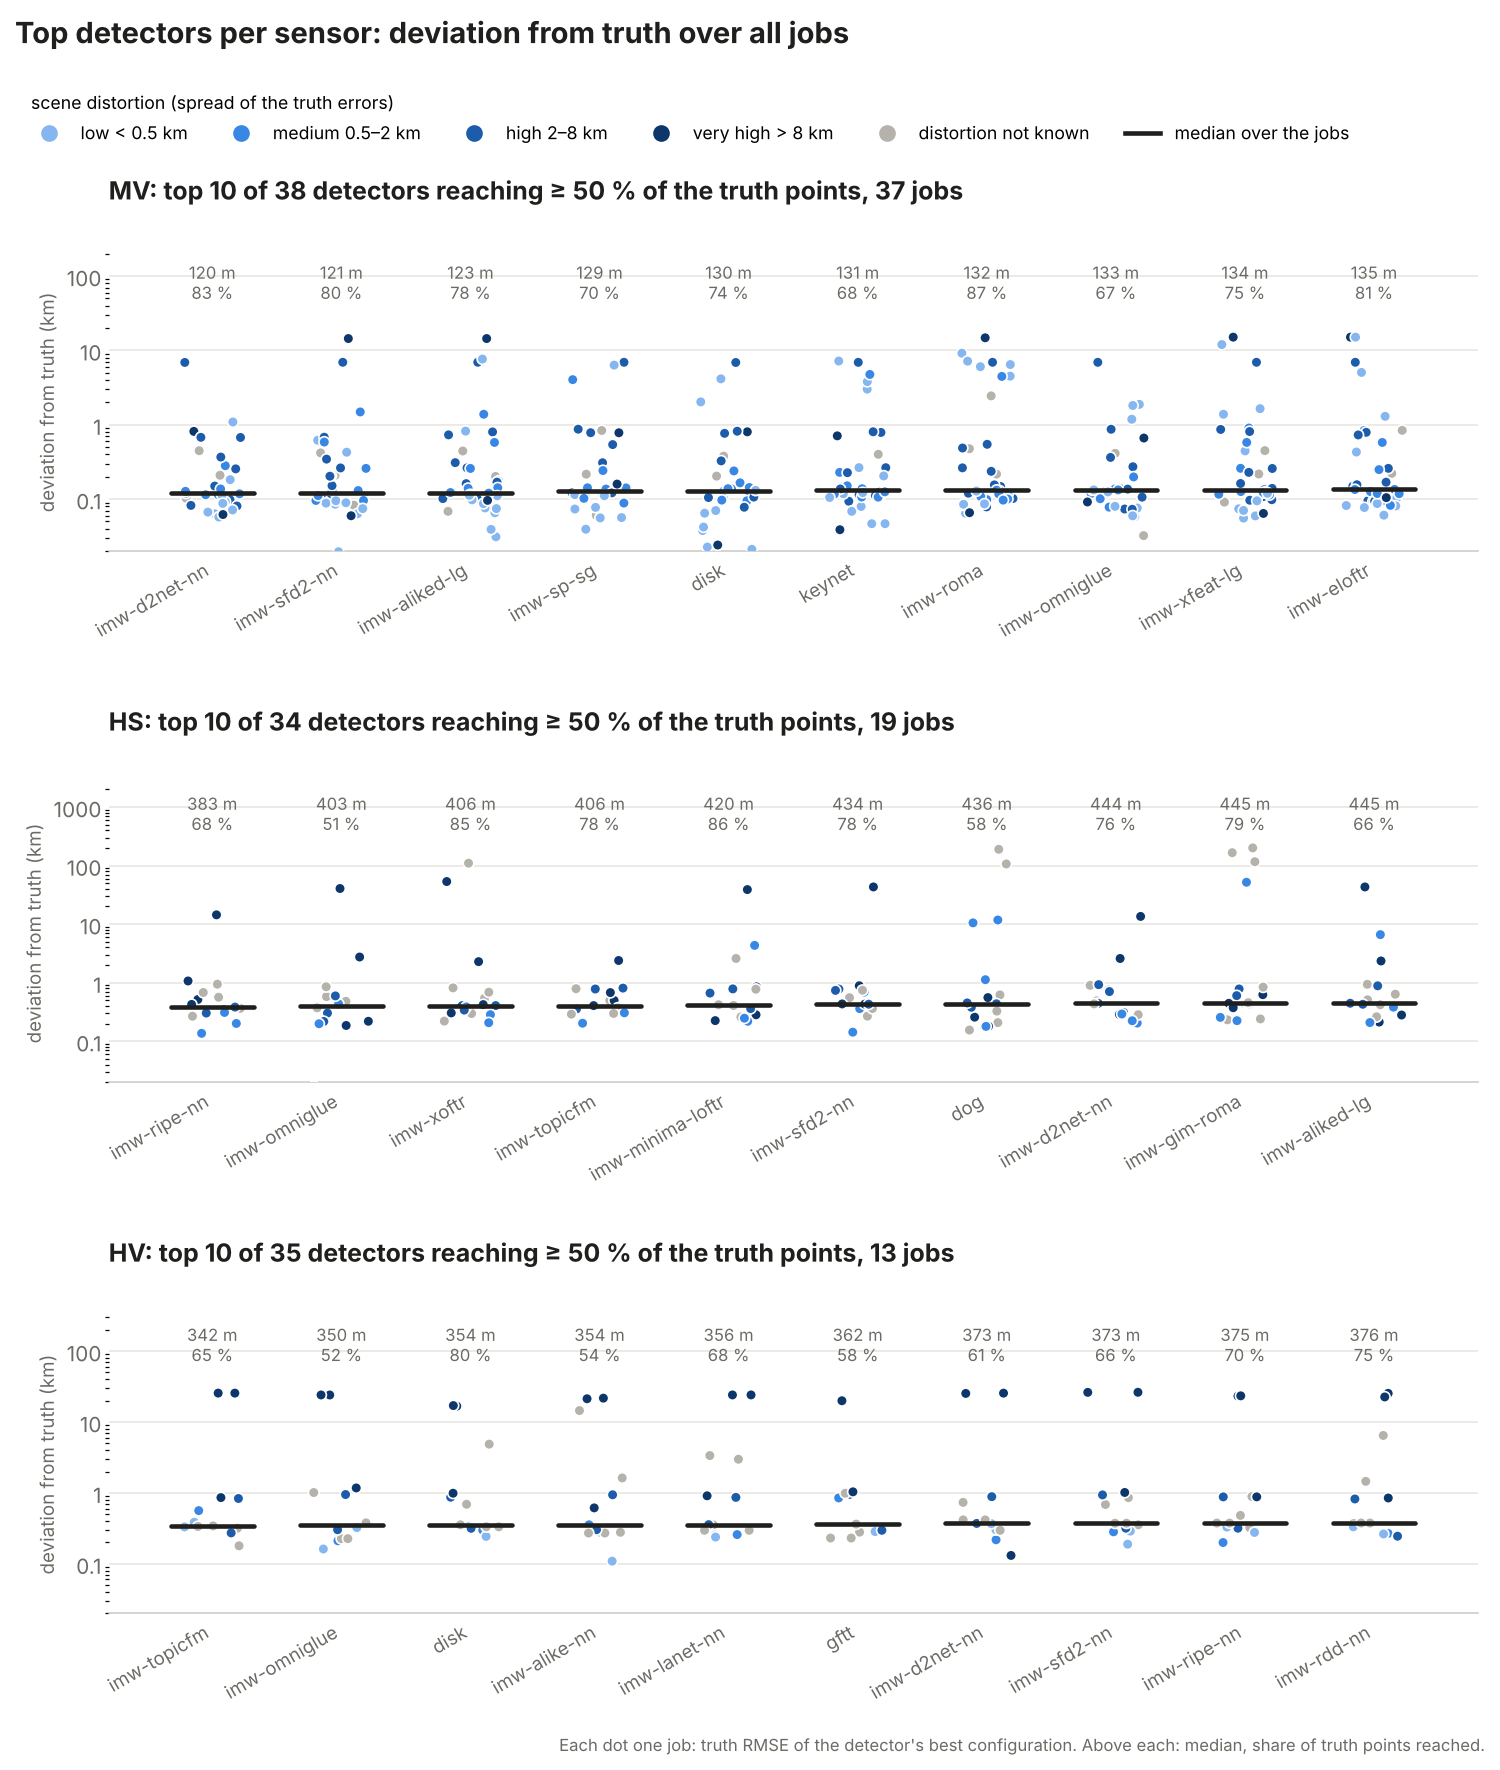 Top detectors per sensor: deviation from truth over all jobs
scene distortion (spread of the truth errors)
low < 0.5 km medium 0.5–2 km high 2–8 km very high > 8 km distortion not known median over the jobs
MV: top 10 of 38 detectors reaching ≥ 50 % of the truth points, 37 jobs
deviation from truth (km)
100
10
1
0.1
120 m 121 m 123 m 129 m 130 m 131 m 132 m 133 m 134 m 135 m
83 % 80 % 78 % 70 % 74 % 68 % 87 % 67 % 75 % 81 %
imw-d2net-nn imw-sfd2-nn imw-aliked-lg imw-sp-sg disk keynet imw-roma imw-omniglue imw-xfeat-lg imw-eloftr
HS: top 10 of 34 detectors reaching ≥ 50 % of the truth points, 19 jobs
deviation from truth (km)
1000
100
10
1
0.1
383 m 403 m 406 m 406 m 420 m 434 m 436 m 444 m 445 m 445 m
68 % 51 % 85 % 78 % 86 % 78 % 58 % 76 % 79 % 66 %
imw-ripe-nn imw-omniglue imw-xoftr imw-topicfm imw-minima-loftr imw-sfd2-nn dog imw-d2net-nn imw-gim-roma imw-aliked-lg
HV: top 10 of 35 detectors reaching ≥ 50 % of the truth points, 13 jobs
deviation from truth (km)
100
10
1
0.1
342 m 350 m 354 m 354 m 356 m 362 m 373 m 373 m 375 m 376 m
65 % 52 % 80 % 54 % 68 % 58 % 61 % 66 % 70 % 75 %
imw-topicfm imw-omniglue disk imw-alike-nn imw-lanet-nn gftt imw-d2net-nn imw-sfd2-nn imw-ripe-nn imw-rdd-nn
Each dot one job: truth RMSE of the detector's best configuration. Above each: median, share of truth points reached.